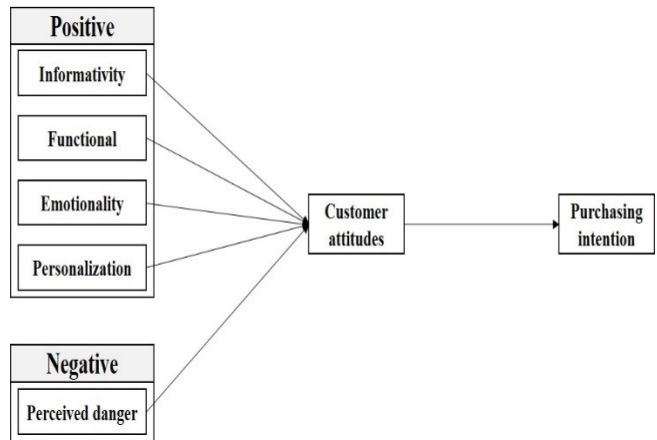 Positive
Informativity
Functional
Emotionality
Personalization
Customer
attitudes
Purchasing
intention
Negative
Perceived danger